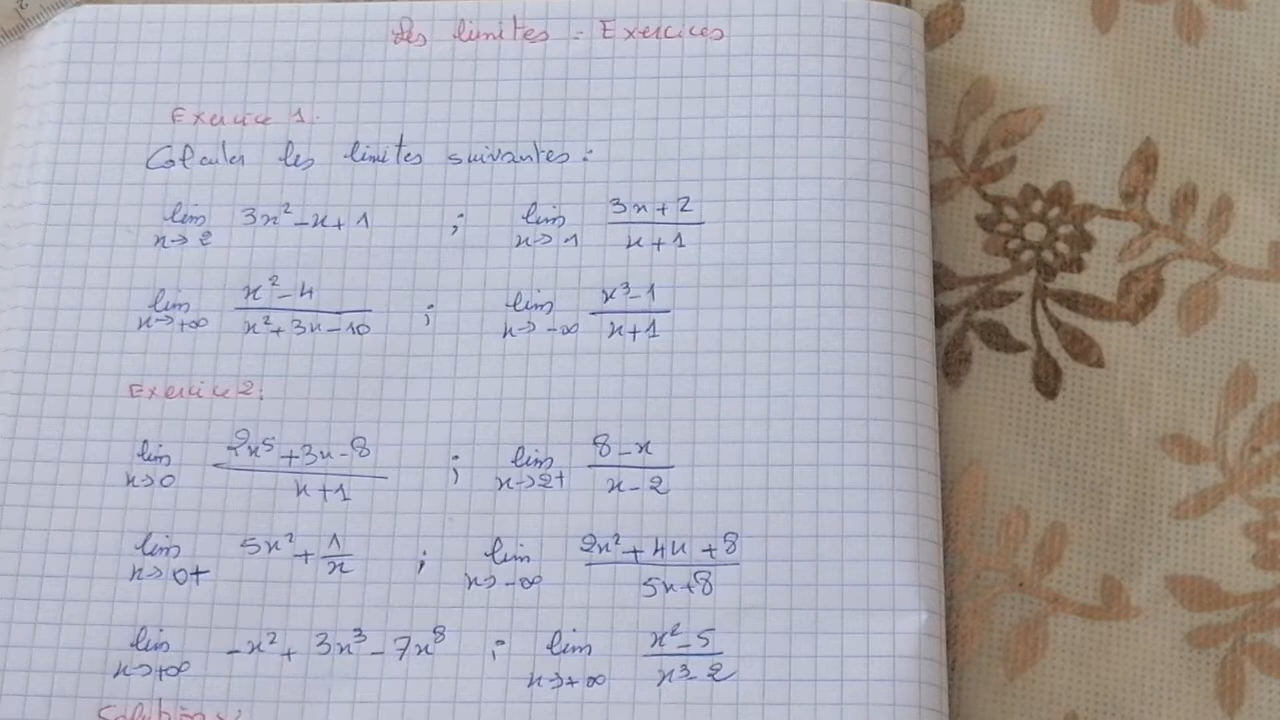 Les limites - Exercices
Exercice 1.
Calculer les limites suivantes :
lim x→2 3x² - x + 1 ; lim x→1 (3x + 2)/(x + 1)
lim x→+∞ (x² - 4)/(x² + 3x - 10) ; lim x→-∞ (x³ - 1)/(x + 1)
Exercice 2 :
lim x→0 (2x⁵ + 3x - 8)/(x + 1) ; lim x→2+ (8 - x)/(x - 2)
lim x→0+ 5x² + 1/x ; lim x→-∞ (2x² + 4x + 8)/(5x + 8)
lim x→+∞ -x² + 3x³ - 7x⁸ ; lim x→+∞ (x² - 5)/(x³ - 2)
Solutions :